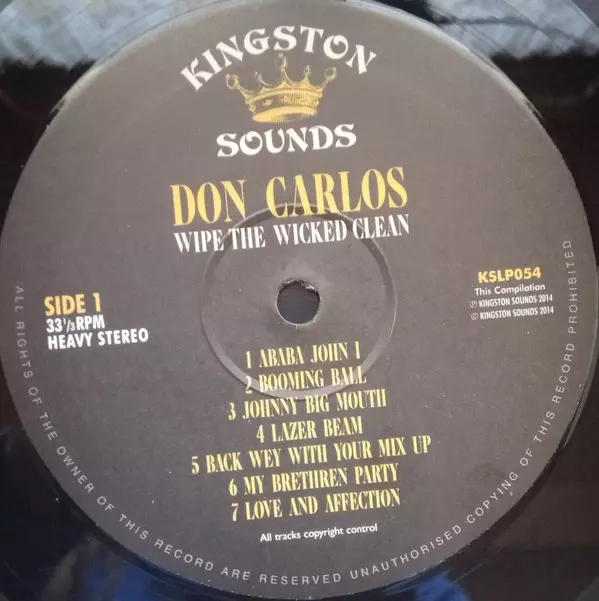 KINGSTON
SOUNDS
DON CARLOS
WIPE THE WICKED CLEAN
SIDE 1
33⅓RPM
HEAVY STEREO
KSLP054
This Compilation
℗ KINGSTON SOUNDS 2014
© KINGSTON SOUNDS 2014
1 ABABA JOHN I
2 BOOMING BALL
3 JOHNNY BIG MOUTH
4 LAZER BEAM
5 BACK WEY WITH YOUR MIX UP
6 MY BRETHREN PARTY
7 LOVE AND AFFECTION
All tracks copyright control
ALL RIGHTS OF THE OWNER OF THIS RECORD ARE RESERVED UNAUTHORISED COPYING OF THIS RECORD PROHIBITED